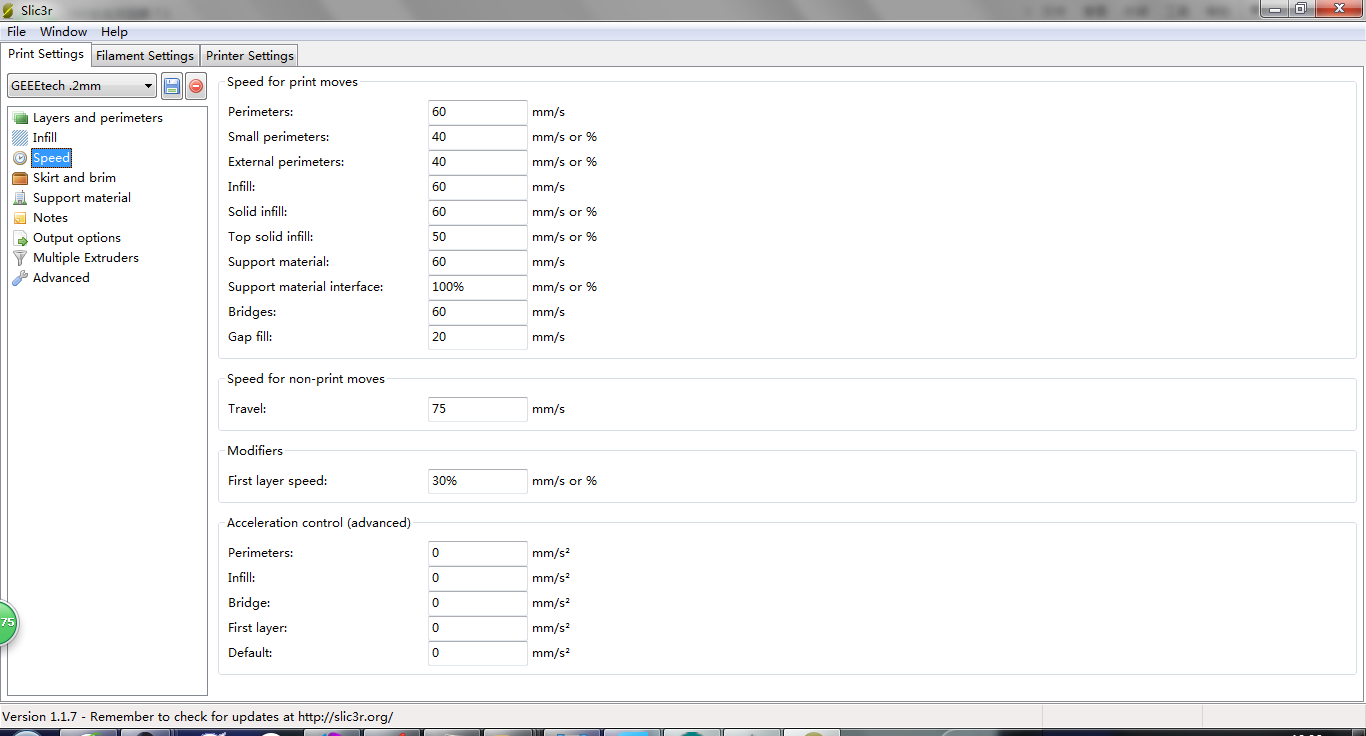 Slic3r
File Window Help
Print Settings Filament Settings Printer Settings
GEEEtech .2mm
Layers and perimeters
Infill
Speed
Skirt and brim
Support material
Notes
Output options
Multiple Extruders
Advanced
Speed for print moves
Perimeters: 60 mm/s
Small perimeters: 40 mm/s or %
External perimeters: 40 mm/s or %
Infill: 60 mm/s
Solid infill: 60 mm/s or %
Top solid infill: 50 mm/s or %
Support material: 60 mm/s
Support material interface: 100% mm/s or %
Bridges: 60 mm/s
Gap fill: 20 mm/s
Speed for non-print moves
Travel: 75 mm/s
Modifiers
First layer speed: 30% mm/s or %
Acceleration control (advanced)
Perimeters: 0 mm/s²
Infill: 0 mm/s²
Bridge: 0 mm/s²
First layer: 0 mm/s²
Default: 0 mm/s²
75
Version 1.1.7 - Remember to check for updates at http://slic3r.org/